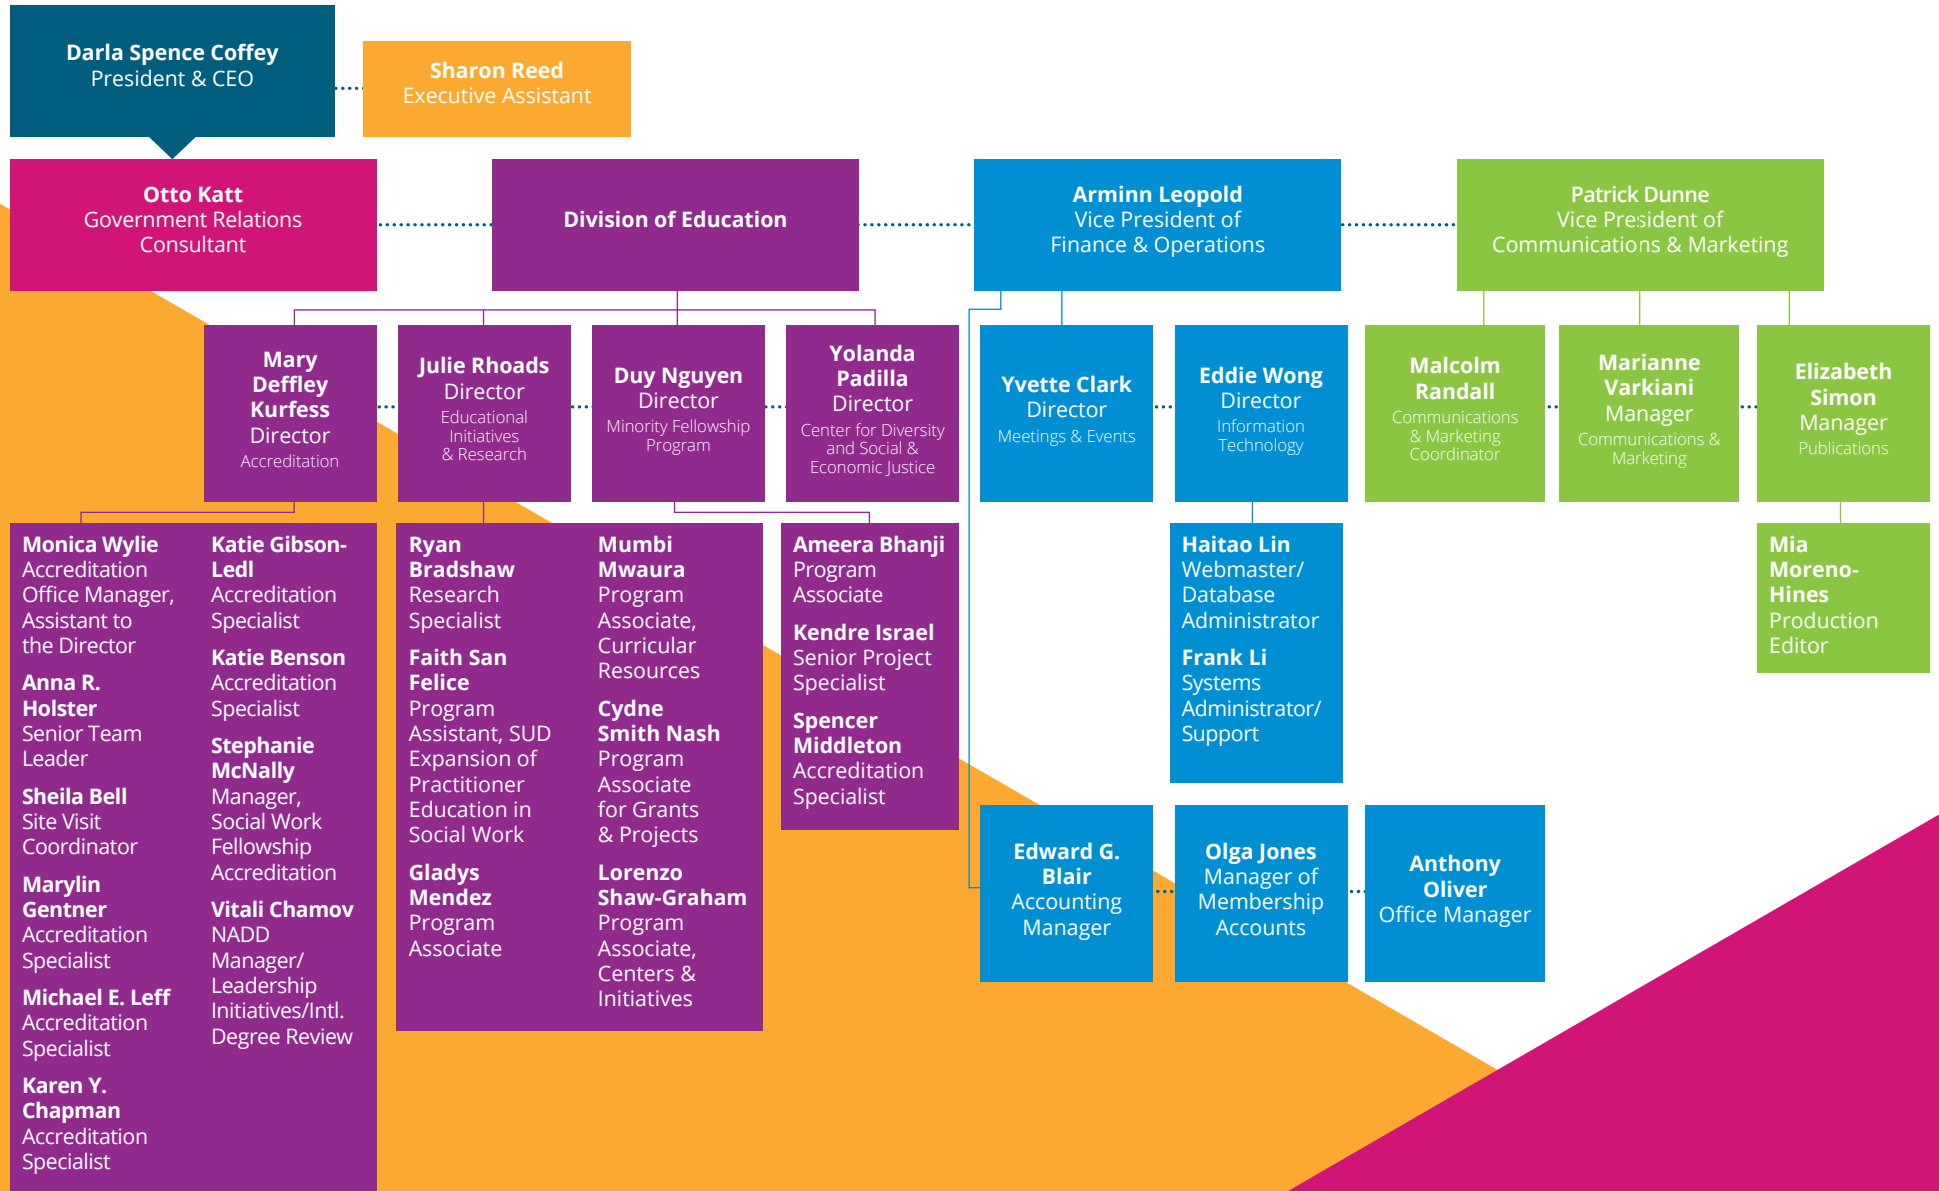 Darla Spence Coffey
President & CEO
Sharon Reed
Executive Assistant
Otto Katt
Government Relations
Consultant
Division of Education
Arminn Leopold
Vice President of
Finance & Operations
Patrick Dunne
Vice President of
Communications & Marketing
Mary
Deffley
Kurfess
Director
Accreditation
Julie Rhoads
Director
Educational
Initiatives
& Research
Duy Nguyen
Director
Minority Fellowship
Program
Yolanda
Padilla
Director
Center for Diversity
and Social &
Economic Justice
Yvette Clark
Director
Meetings & Events
Eddie Wong
Director
Information
Technology
Malcolm
Randall
Communications
& Marketing
Coordinator
Marianne
Varkiani
Manager
Communications &
Marketing
Elizabeth
Simon
Manager
Publications
Monica Wylie
Accreditation
Office Manager,
Assistant to
the Director
Anna R.
Holster
Senior Team
Leader
Sheila Bell
Site Visit
Coordinator
Marylin
Gentner
Accreditation
Specialist
Michael E. Leff
Accreditation
Specialist
Karen Y.
Chapman
Accreditation
Specialist
Katie Gibson-
Ledl
Accreditation
Specialist
Katie Benson
Accreditation
Specialist
Stephanie
McNally
Manager,
Social Work
Fellowship
Accreditation
Vitali Chamov
NADD
Manager/
Leadership
Initiatives/Intl.
Degree Review
Ryan
Bradshaw
Research
Specialist
Faith San
Felice
Program
Assistant, SUD
Expansion of
Practitioner
Education in
Social Work
Gladys
Mendez
Program
Associate
Mumbi
Mwaura
Program
Associate,
Curricular
Resources
Cydne
Smith Nash
Program
Associate
for Grants
& Projects
Lorenzo
Shaw-Graham
Program
Associate,
Centers &
Initiatives
Ameera Bhanji
Program
Associate
Kendre Israel
Senior Project
Specialist
Spencer
Middleton
Accreditation
Specialist
Haitao Lin
Webmaster/
Database
Administrator
Frank Li
Systems
Administrator/
Support
Mia
Moreno-
Hines
Production
Editor
Edward G.
Blair
Accounting
Manager
Olga Jones
Manager of
Membership
Accounts
Anthony
Oliver
Office Manager